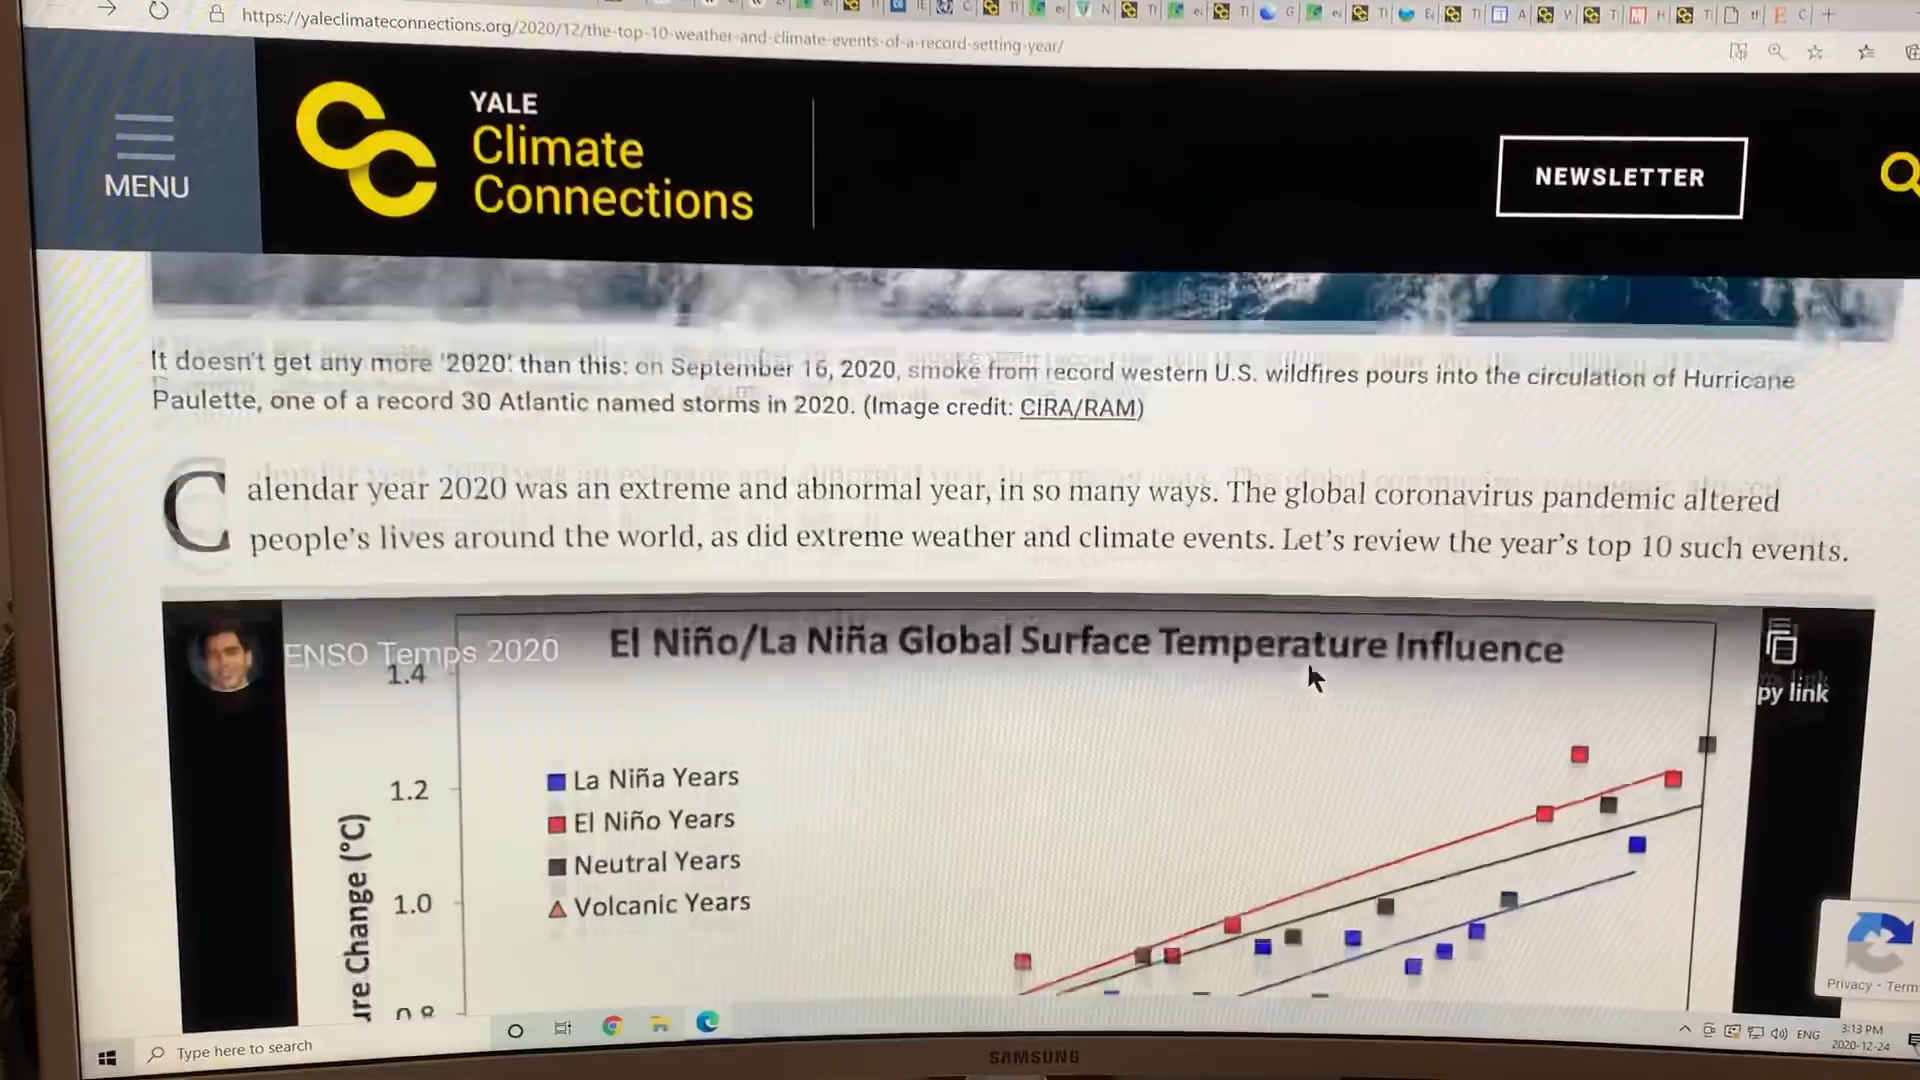 https://yaleclimateconnections.org/2020/12/the-top-10-weather-and-climate-events-of-a-record-setting-year/
MENU
YALE
Climate
Connections
NEWSLETTER
It doesn't get any more '2020' than this: on September 16, 2020, smoke from record western U.S. wildfires pours into the circulation of Hurricane
Paulette, one of a record 30 Atlantic named storms in 2020. (Image credit: CIRA/RAM)
Calendar year 2020 was an extreme and abnormal year, in so many ways. The global coronavirus pandemic altered
people's lives around the world, as did extreme weather and climate events. Let's review the year's top 10 such events.
ENSO Temps 2020
El Niño/La Niña Global Surface Temperature Influence
py link
1.4
1.2
1.0
0.8
ure Change (°C)
La Niña Years
El Niño Years
Neutral Years
Volcanic Years
Privacy - Term
Type here to search
ENG
3:13 PM
2020-12-24
SAMSUNG